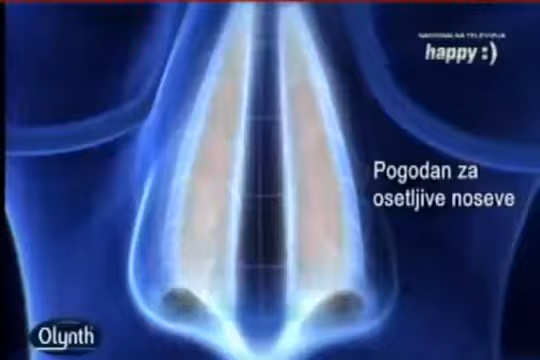 NACIONALNA TELEVIZIJA
happy :)
Pogodan za
osetljive noseve
Olynth